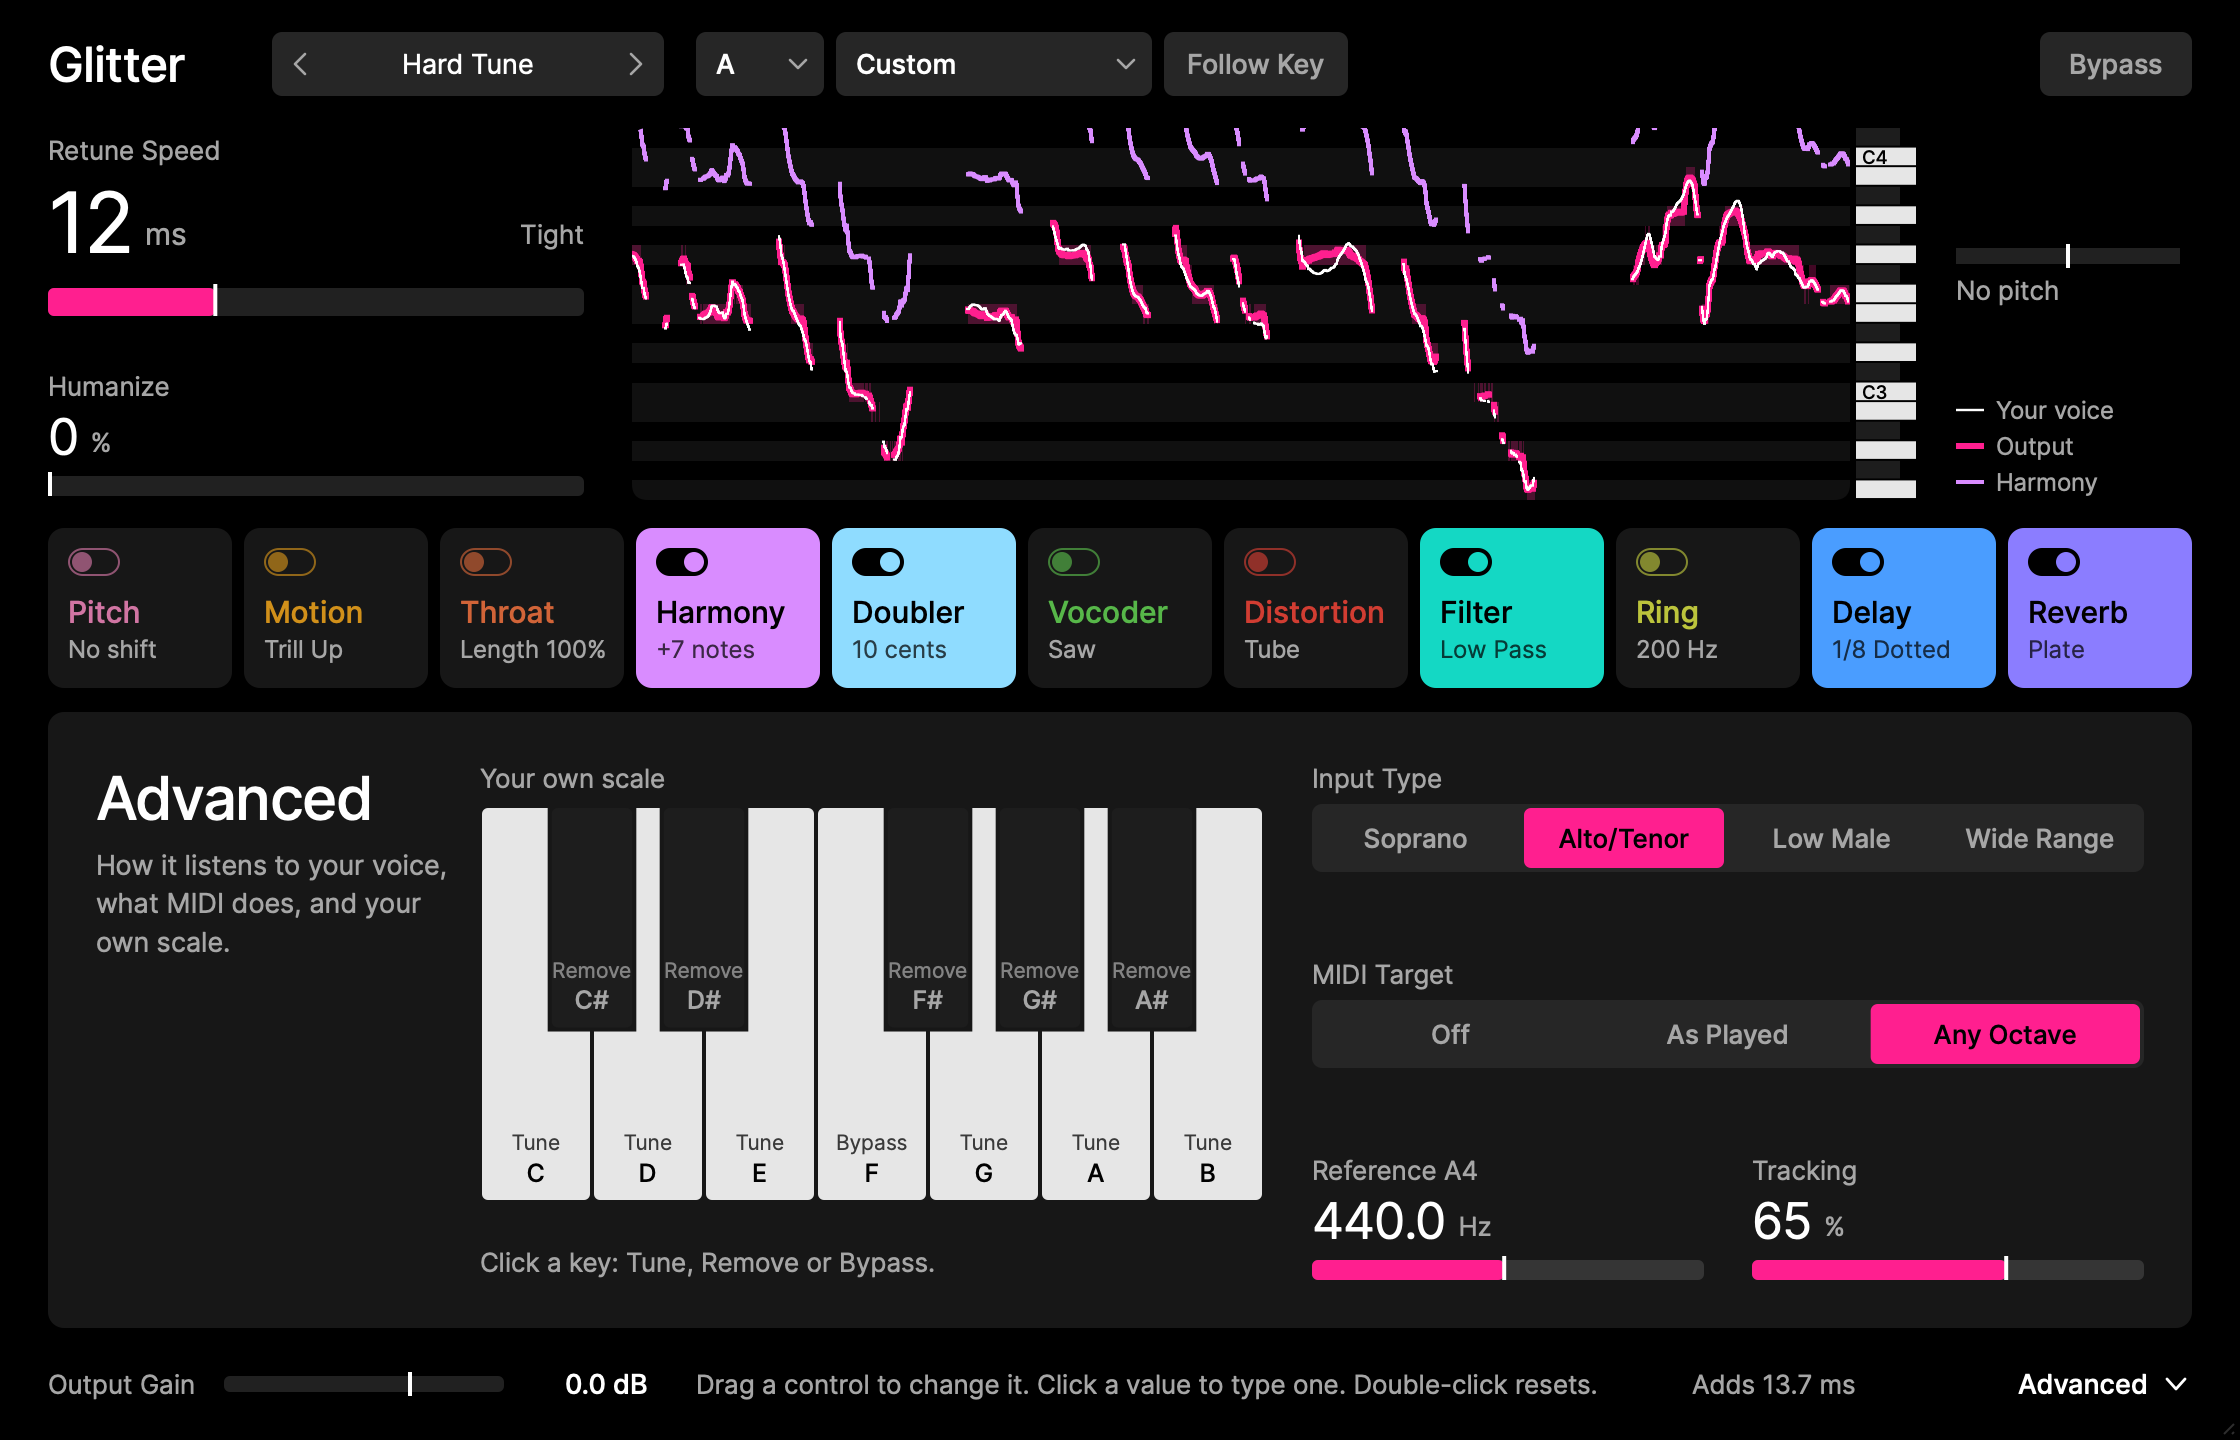 Glitter
Hard Tune
A
Custom
Follow Key
Bypass
Retune Speed
12 ms
Tight
Humanize
0 %
C4
C3
No pitch
Your voice
Output
Harmony
Pitch
No shift
Motion
Trill Up
Throat
Length 100%
Harmony
+7 notes
Doubler
10 cents
Vocoder
Saw
Distortion
Tube
Filter
Low Pass
Ring
200 Hz
Delay
1/8 Dotted
Reverb
Plate
Advanced
How it listens to your voice,
what MIDI does, and your
own scale.
Your own scale
Remove
C#
Remove
D#
Remove
F#
Remove
G#
Remove
A#
Tune
C
Tune
D
Tune
E
Bypass
F
Tune
G
Tune
A
Tune
B
Click a key: Tune, Remove or Bypass.
Input Type
Soprano
Alto/Tenor
Low Male
Wide Range
MIDI Target
Off
As Played
Any Octave
Reference A4
440.0 Hz
Tracking
65 %
Output Gain
0.0 dB
Drag a control to change it. Click a value to type one. Double-click resets.
Adds 13.7 ms
Advanced